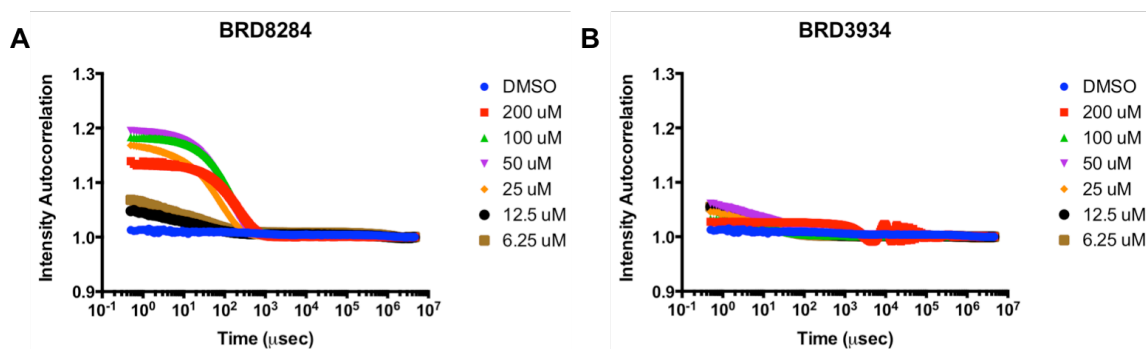 A
BRD8284
Intensity Autocorrelation
1.3
1.2
1.1
1.0
0.9
10-1 100 101 102 103 104 105 106 107
Time (μsec)
DMSO
200 uM
100 uM
50 uM
25 uM
12.5 uM
6.25 uM
B
BRD3934
Intensity Autocorrelation
1.3
1.2
1.1
1.0
0.9
10-1 100 101 102 103 104 105 106 107
Time (μsec)
DMSO
200 uM
100 uM
50 uM
25 uM
12.5 uM
6.25 uM